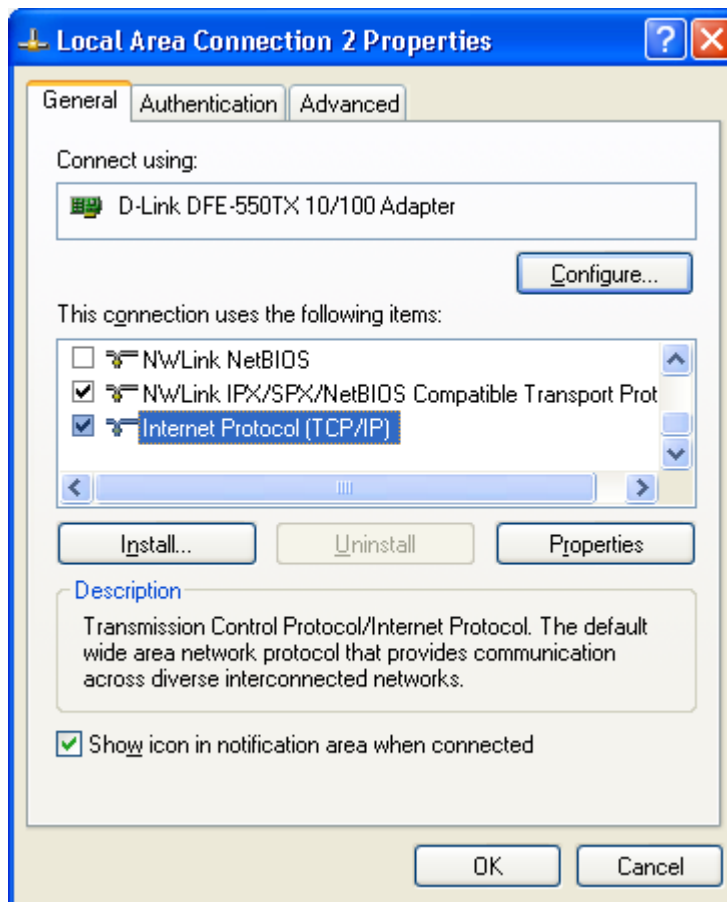 Local Area Connection 2 Properties
General Authentication Advanced
Connect using:
D-Link DFE-550TX 10/100 Adapter
Configure...
This connection uses the following items:
NWLink NetBIOS
NWLink IPX/SPX/NetBIOS Compatible Transport Prot
Internet Protocol (TCP/IP)
Install... Uninstall Properties
Description
Transmission Control Protocol/Internet Protocol. The default
wide area network protocol that provides communication
across diverse interconnected networks.
Show icon in notification area when connected
OK Cancel